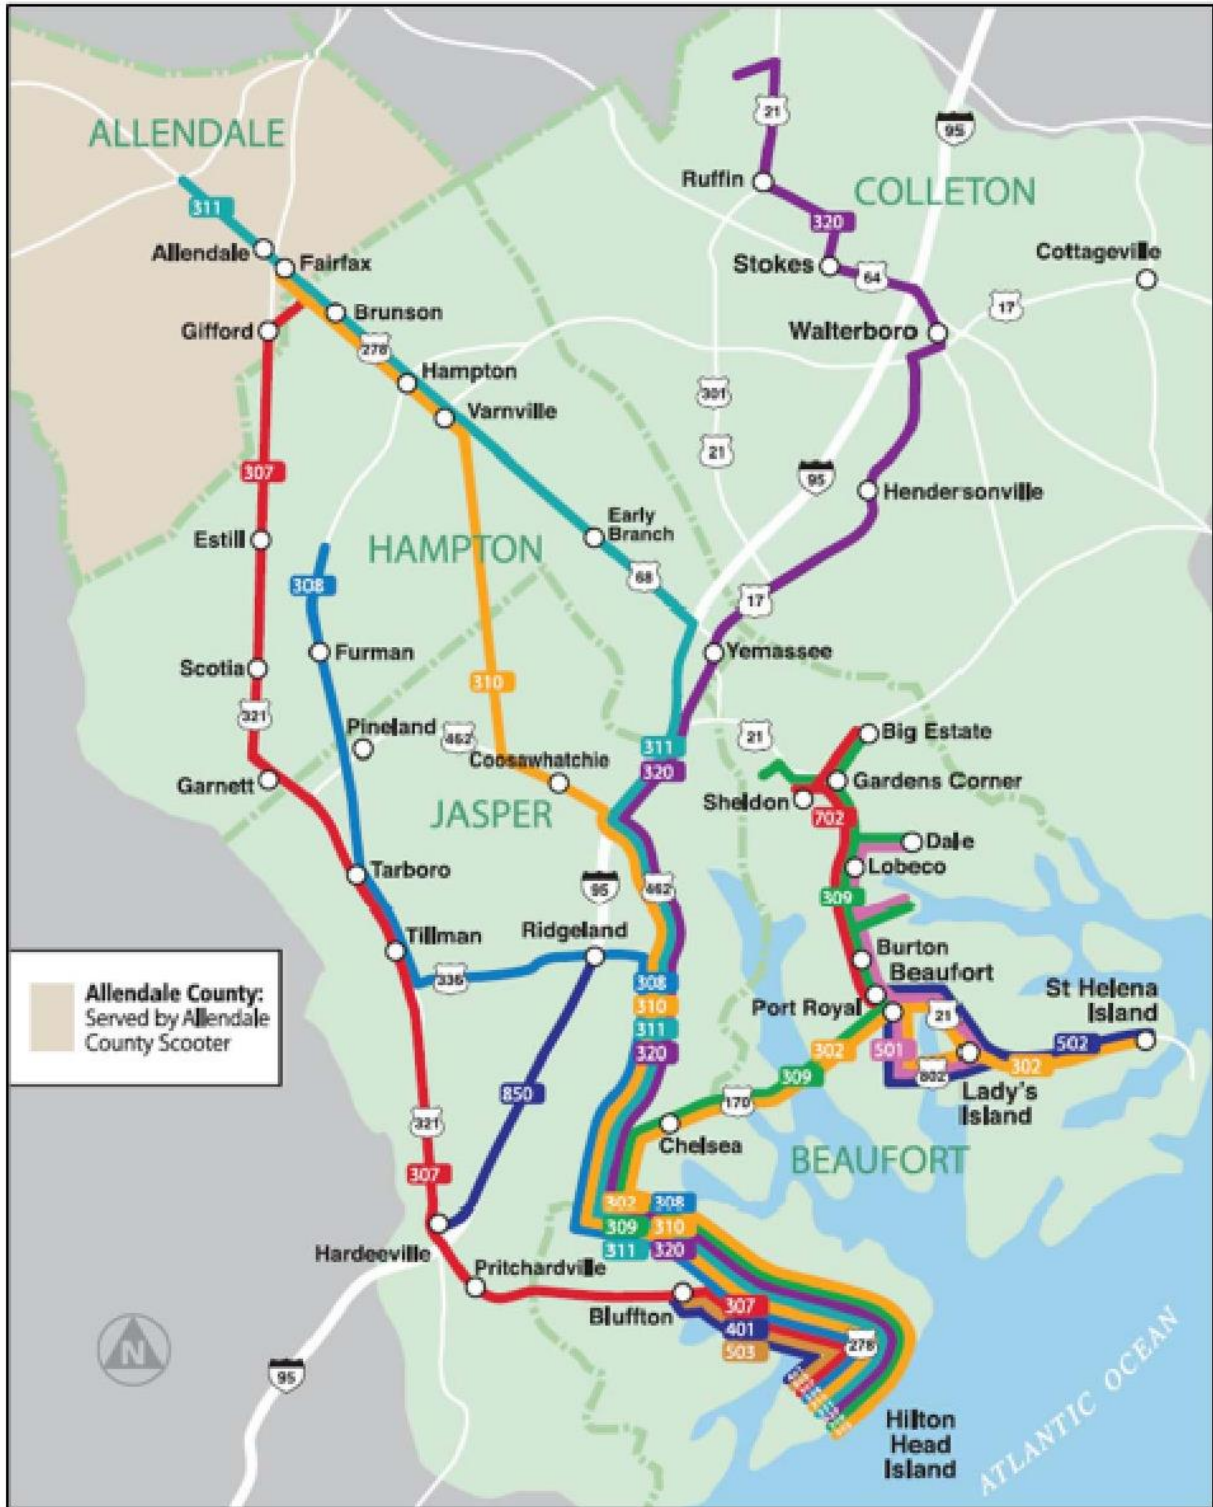 21
95
ALLENDALE
Ruffin
COLLETON
311
320
Allendale
Fairfax
Stokes
64
Cottageville
Gifford
Brunson
278
17
Walterboro
Hampton
301
Varnville
21
307
95
Hendersonville
Early
Branch
Estill
HAMPTON
308
68
17
Furman
Yemassee
Scotia
310
321
Pineland
462
21
Big Estate
311
320
Coosawhatchie
Garnett
Gardens Corner
Sheldon
JASPER
702
Dale
Tarboro
Lobeco
95
462
309
Tillman
Ridgeland
Burton
336
308
Beaufort
310
Port Royal
St Helena
Island
Allendale County:
Served by Allendale
County Scooter
311
21
320
302
501
502
302
309
802
850
170
Lady's
Island
321
Chelsea
BEAUFORT
307
302
308
309
310
311
320
Hardeeville
Pritchardville
Bluffton
307
401
503
278
N
95
Hilton
Head
Island
ATLANTIC OCEAN